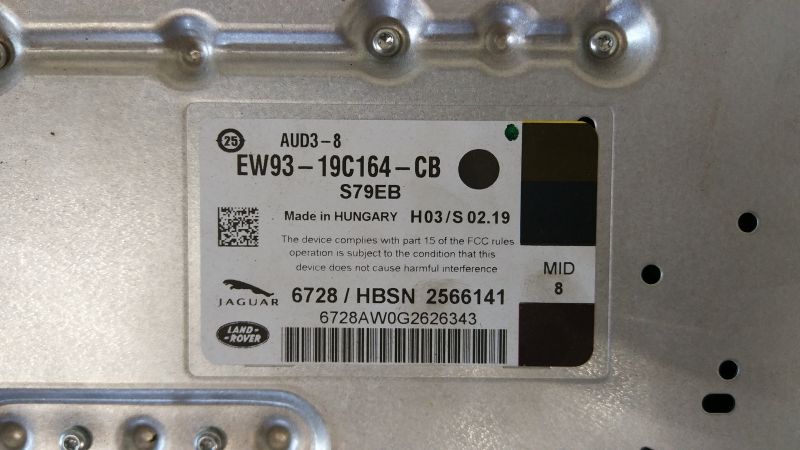 25
AUD3-8
EW93-19C164-CB
S79EB
Made in HUNGARY H03/S 02.19
The device complies with part 15 of the FCC rules
operation is subject to the condition that this
device does not cause harmful interference
MID
8
JAGUAR
6728 / HBSN 2566141
6728AW0G2626343
LAND-
-ROVER